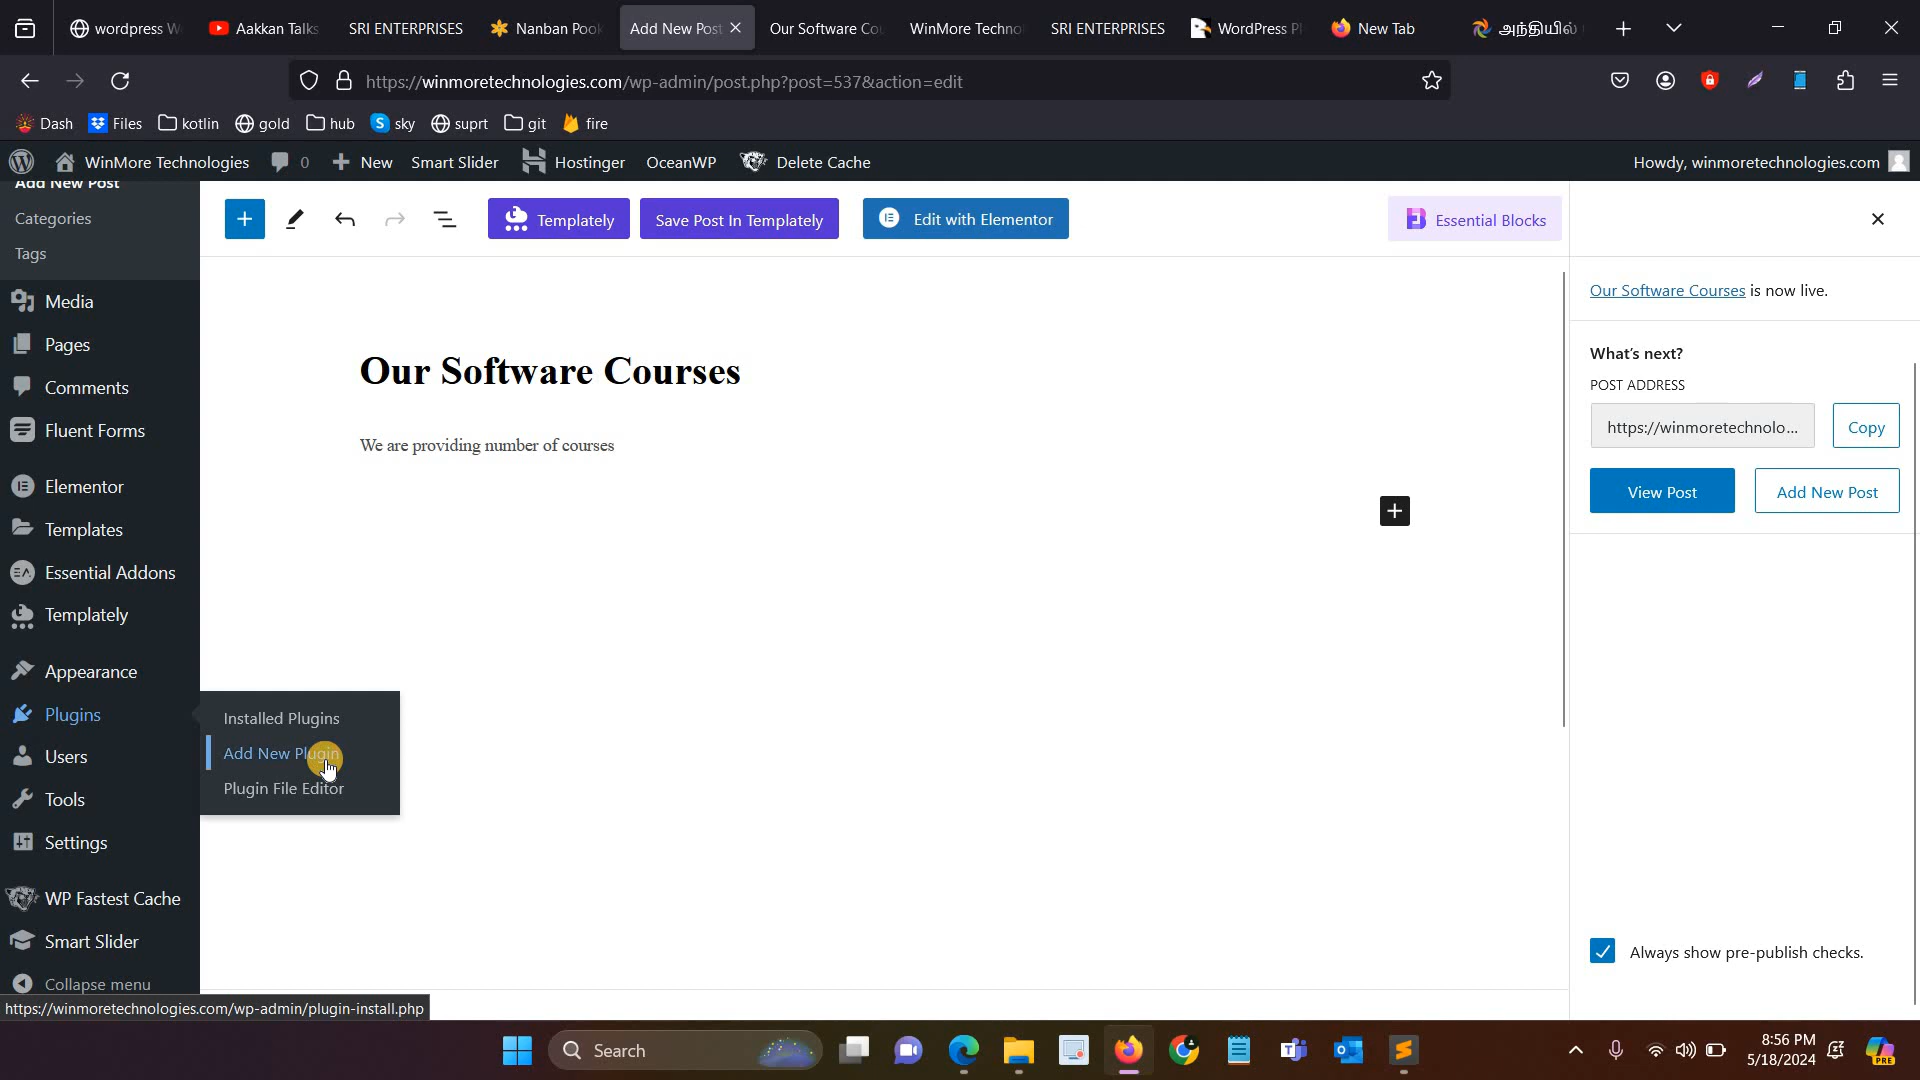 wordpress W
Aakkan Talks
SRI ENTERPRISES
Nanban Pook
Add New Post
Our Software Co
WinMore Techno
SRI ENTERPRISES
WordPress P
New Tab
அந்தியில்
https://winmoretechnologies.com/wp-admin/post.php?post=537&action=edit
Dash Files kotlin gold hub sky suprt git fire
WinMore Technologies 0 New Smart Slider Hostinger OceanWP Delete Cache Howdy, winmoretechnologies.com
Add New Post
Categories
Tags
Media
Pages
Comments
Fluent Forms
Elementor
Templates
Essential Addons
Templately
Appearance
Plugins
Users
Tools
Settings
WP Fastest Cache
Smart Slider
Collapse menu
Installed Plugins
Add New Plugin
Plugin File Editor
Templately Save Post In Templately Edit with Elementor Essential Blocks
Our Software Courses
We are providing number of courses
Our Software Courses is now live.
What's next?
POST ADDRESS
https://winmoretechnolo... Copy
View Post Add New Post
Always show pre-publish checks.
https://winmoretechnologies.com/wp-admin/plugin-install.php
Search
8:56 PM
5/18/2024
PRE